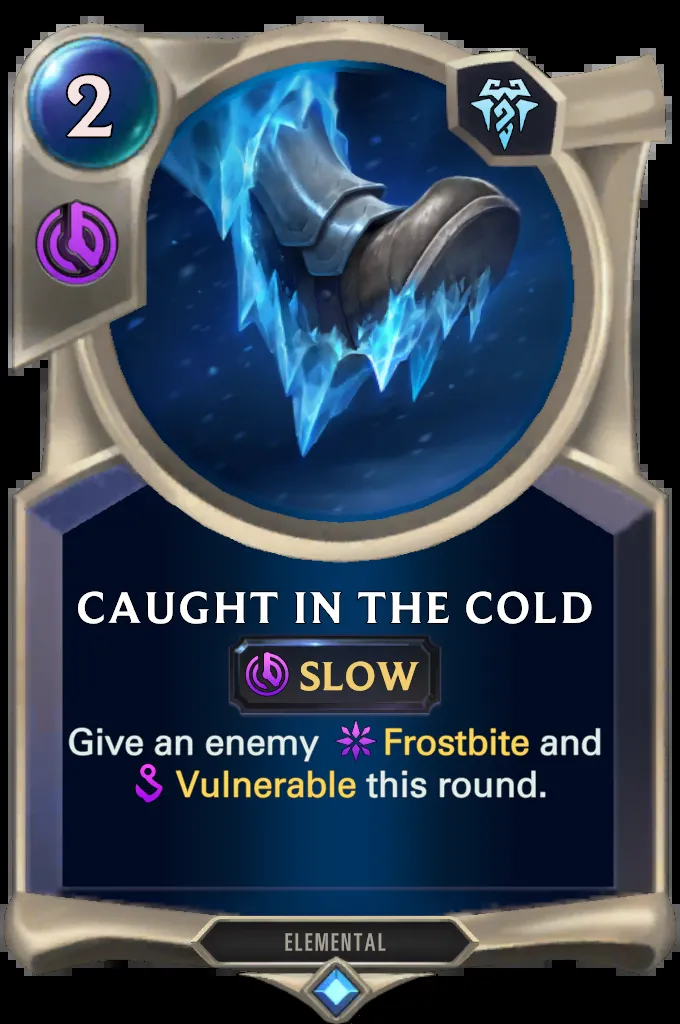 2
CAUGHT IN THE COLD
SLOW
Give an enemy Frostbite and
Vulnerable this round.
ELEMENTAL